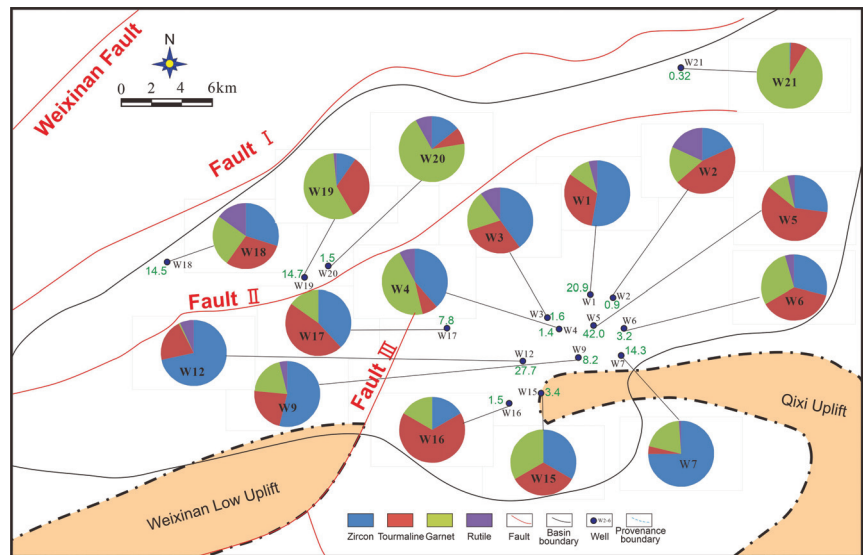 N
0 2 4 6km
Weixinan Fault
Fault I
Fault II
Fault III
W21
0.32
W21
W20
W19
W18
W18
14.5
14.7
W19
1.5
W20
W2
W1
W3
W5
W4
W6
20.9
W1
W2
0.9
W3
1.6
1.4
W4
W5
42.0
W6
3.2
W17
7.8
W17
W12
W12
27.7
W9
8.2
14.3
W7
W9
W15
3.4
1.5
W16
W16
W15
W7
Qixi Uplift
Weixinan Low Uplift
W2-6
Zircon Tourmaline Garnet Rutile Fault Basin boundary Well Provenance boundary